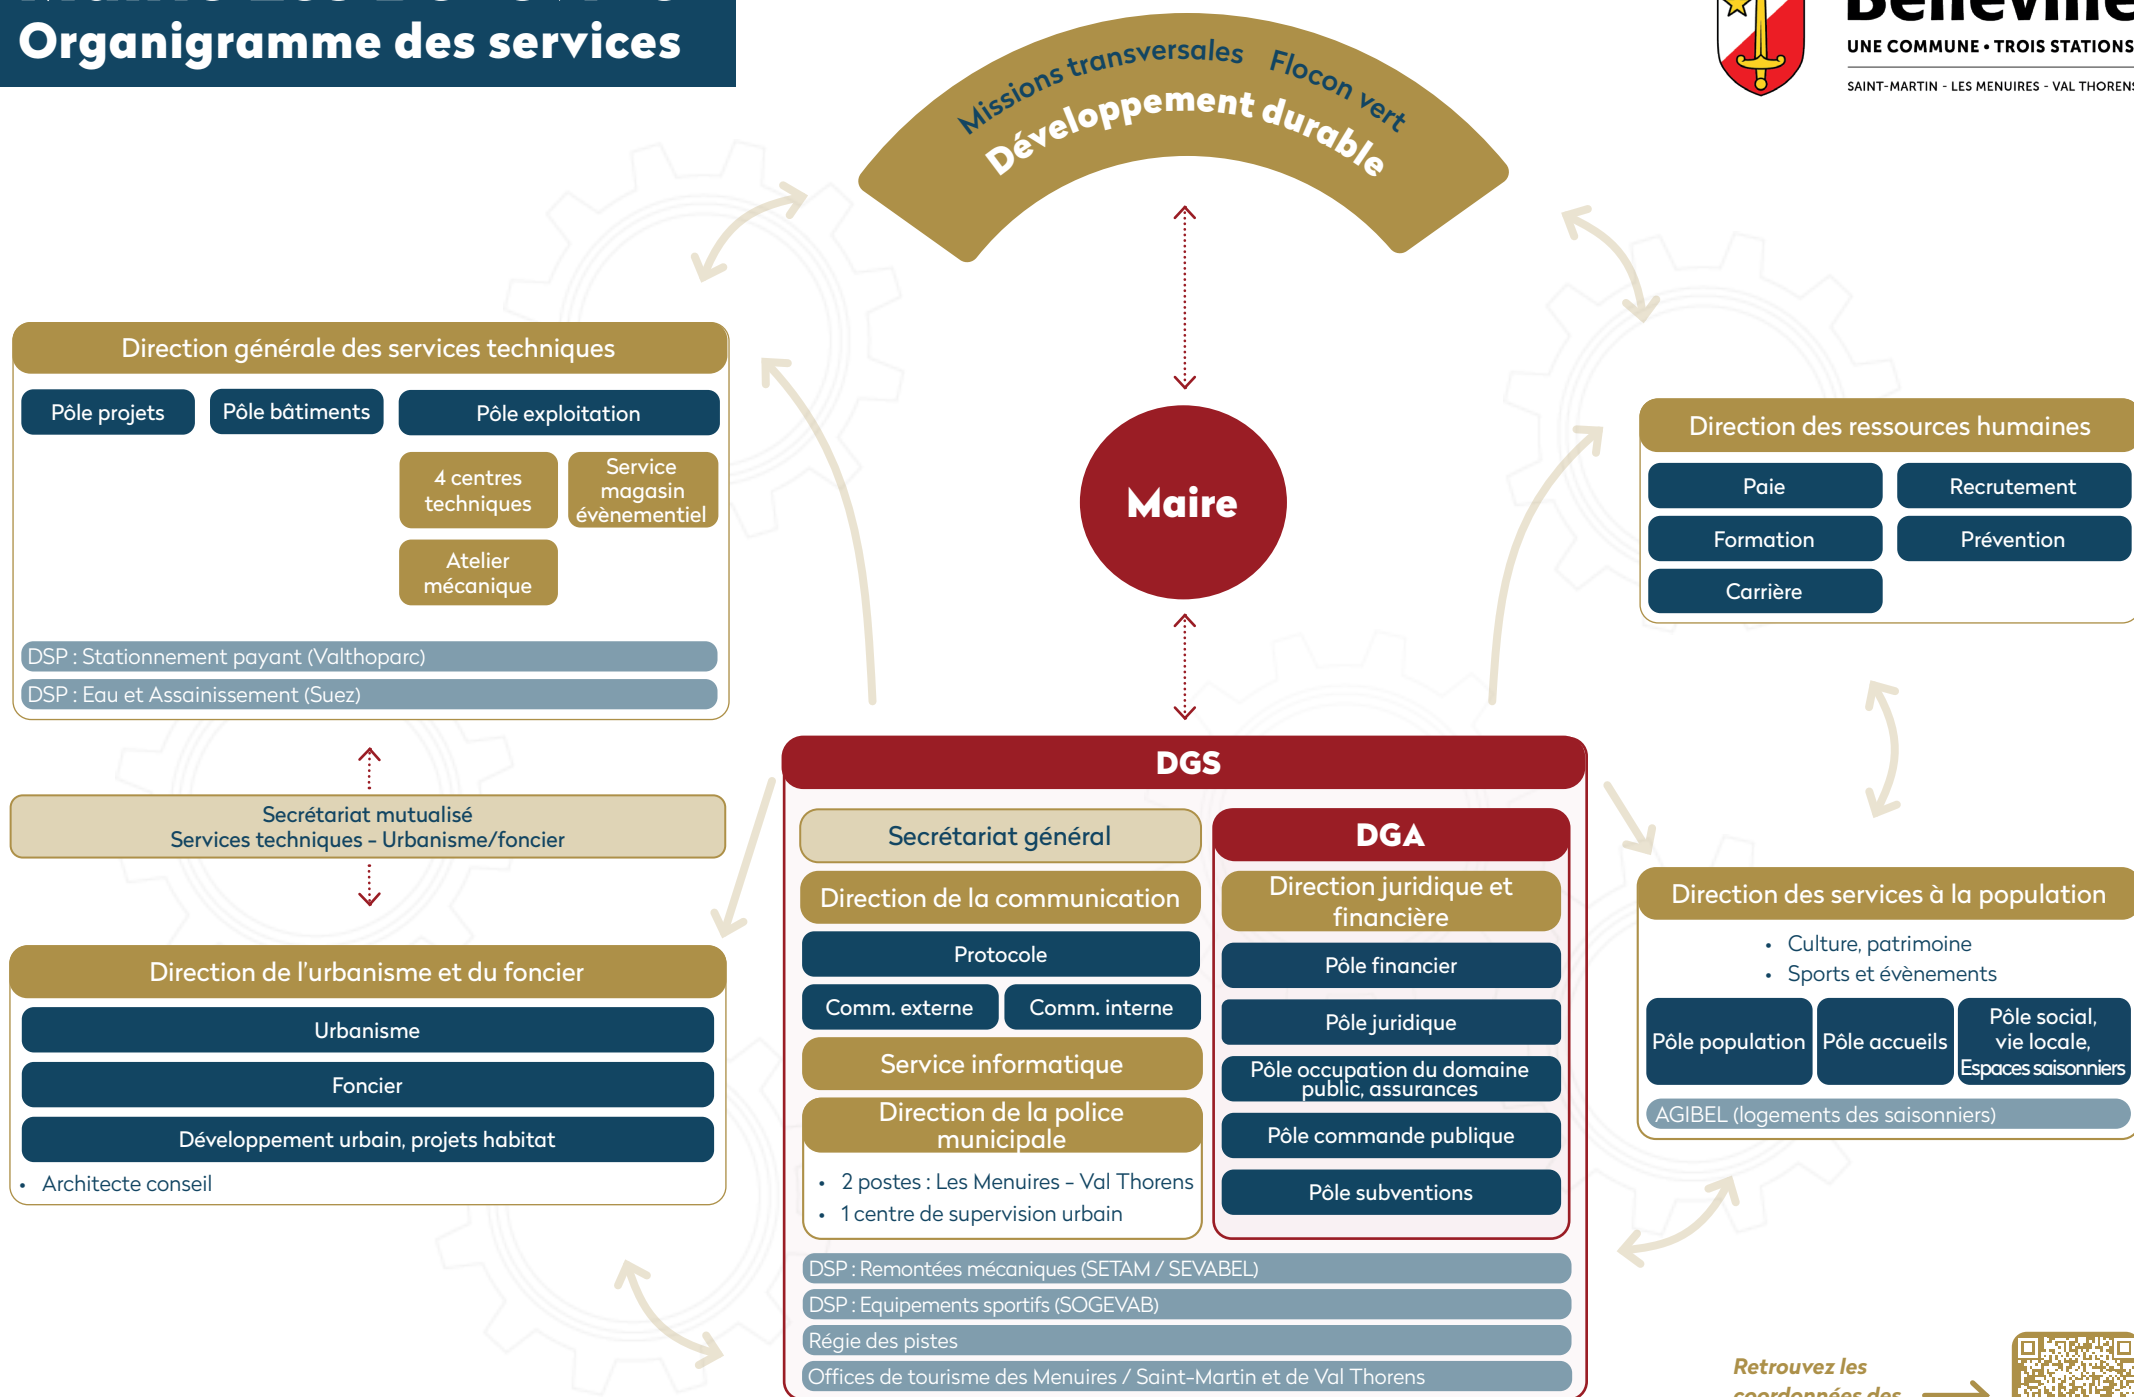 Organigramme des services
Belleville
UNE COMMUNE • TROIS STATIONS
SAINT-MARTIN - LES MENUIRES - VAL THORENS
Missions transversales Flocon vert
Développement durable
Maire
Direction générale des services techniques
Pôle projets
Pôle bâtiments
Pôle exploitation
4 centres
techniques
Service
magasin
évènementiel
Atelier
mécanique
DSP : Stationnement payant (Valthoparc)
DSP : Eau et Assainissement (Suez)
Secrétariat mutualisé
Services techniques - Urbanisme/foncier
Direction de l'urbanisme et du foncier
Urbanisme
Foncier
Développement urbain, projets habitat
• Architecte conseil
DGS
Secrétariat général
Direction de la communication
Protocole
Comm. externe
Comm. interne
Service informatique
Direction de la police
municipale
• 2 postes : Les Menuires - Val Thorens
• 1 centre de supervision urbain
DGA
Direction juridique et
financière
Pôle financier
Pôle juridique
Pôle occupation du domaine
public, assurances
Pôle commande publique
Pôle subventions
DSP : Remontées mécaniques (SETAM / SEVABEL)
DSP : Equipements sportifs (SOGEVAB)
Régie des pistes
Offices de tourisme des Menuires / Saint-Martin et de Val Thorens
Direction des ressources humaines
Paie
Recrutement
Formation
Prévention
Carrière
Direction des services à la population
• Culture, patrimoine
• Sports et évènements
Pôle population
Pôle accueils
Pôle social,
vie locale,
Espaces saisonniers
AGIBEL (logements des saisonniers)
Retrouvez les
coordonnées des